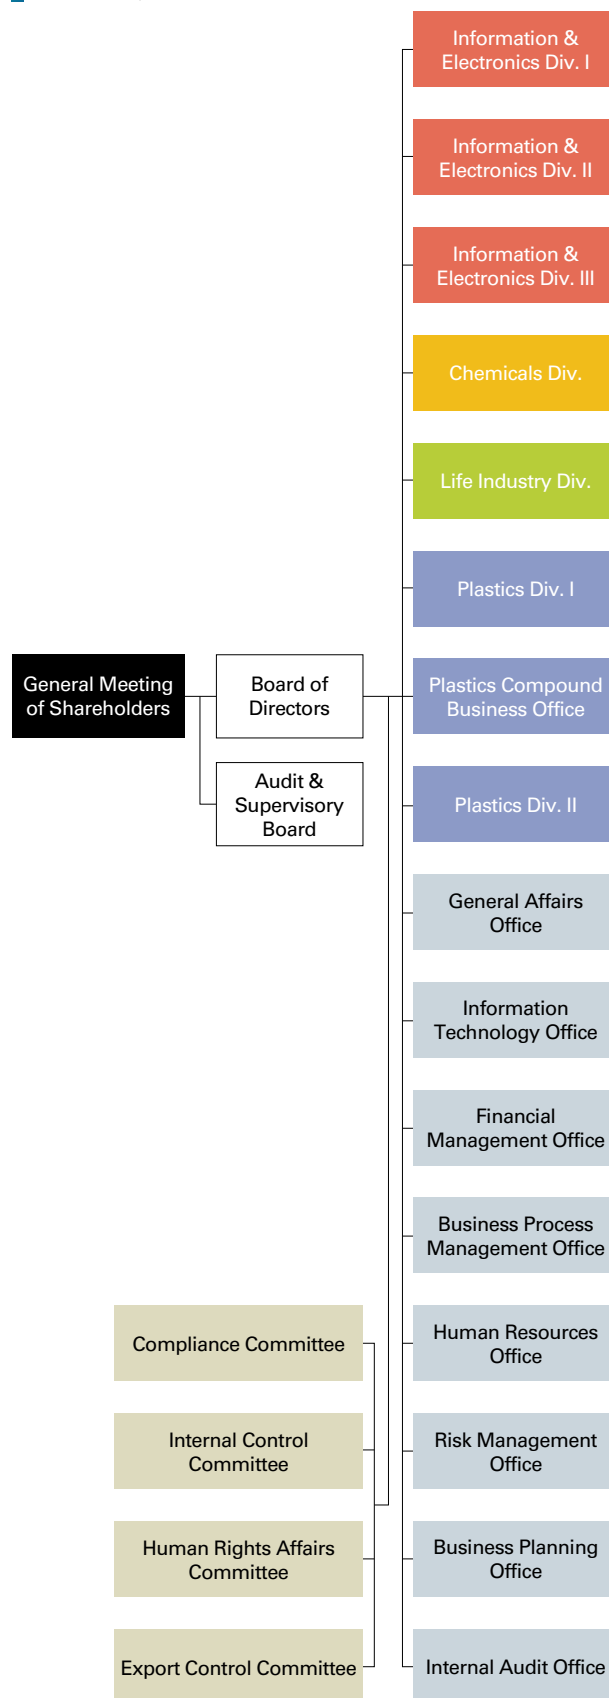 Information &
Electronics Div. I
Information &
Electronics Div. II
Information &
Electronics Div. III
Chemicals Div.
Life Industry Div.
Plastics Div. I
General Meeting
of Shareholders
Board of
Directors
Plastics Compound
Business Office
Audit &
Supervisory
Board
Plastics Div. II
General Affairs
Office
Information
Technology Office
Financial
Management Office
Business Process
Management Office
Compliance Committee
Human Resources
Office
Internal Control
Committee
Risk Management
Office
Human Rights Affairs
Committee
Business Planning
Office
Export Control Committee
Internal Audit Office